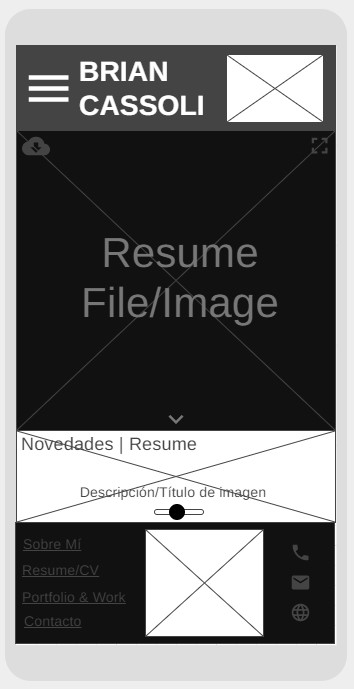 BRIAN
CASSOLI
Resume
File/Image
Novedades | Resume
Descripción/Título de imagen
Sobre Mí
Resume/CV
Portfolio & Work
Contacto